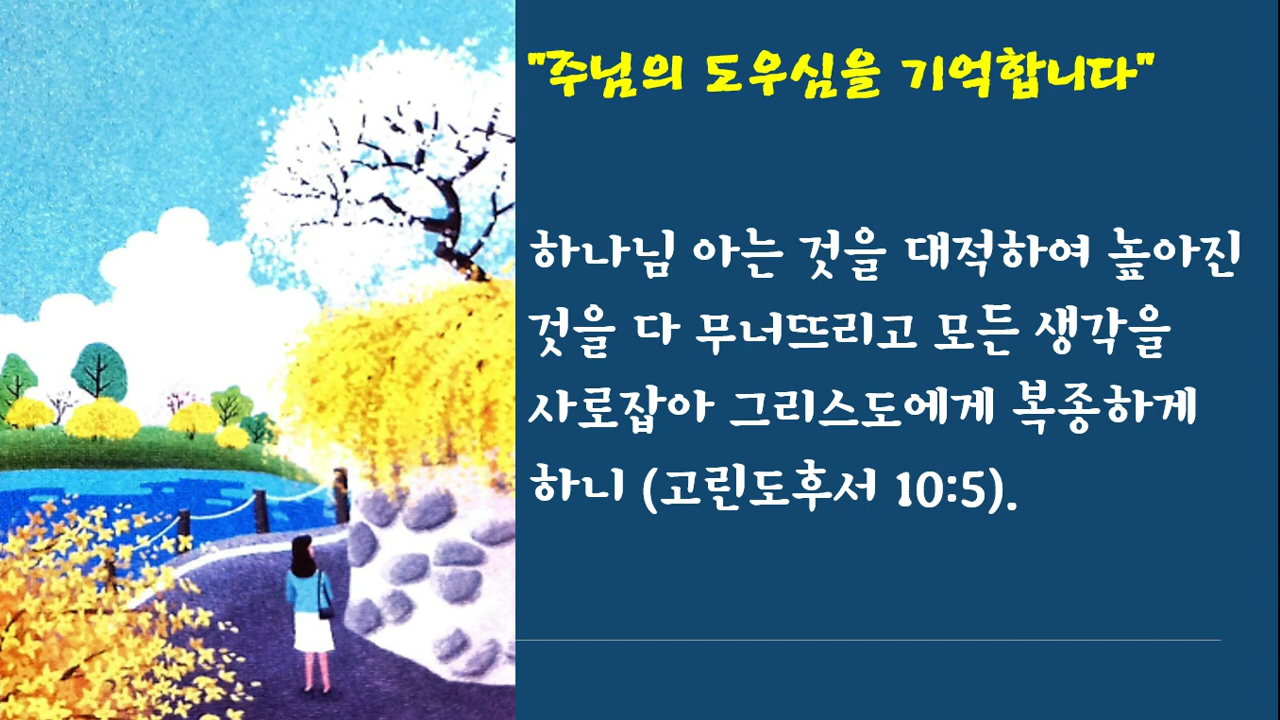 "주님의 도우심을 기억합니다"
하나님 아는 것을 대적하여 높아진
것을 다 무너뜨리고 모든 생각을
사로잡아 그리스도에게 복종하게
하니 (고린도후서 10:5).